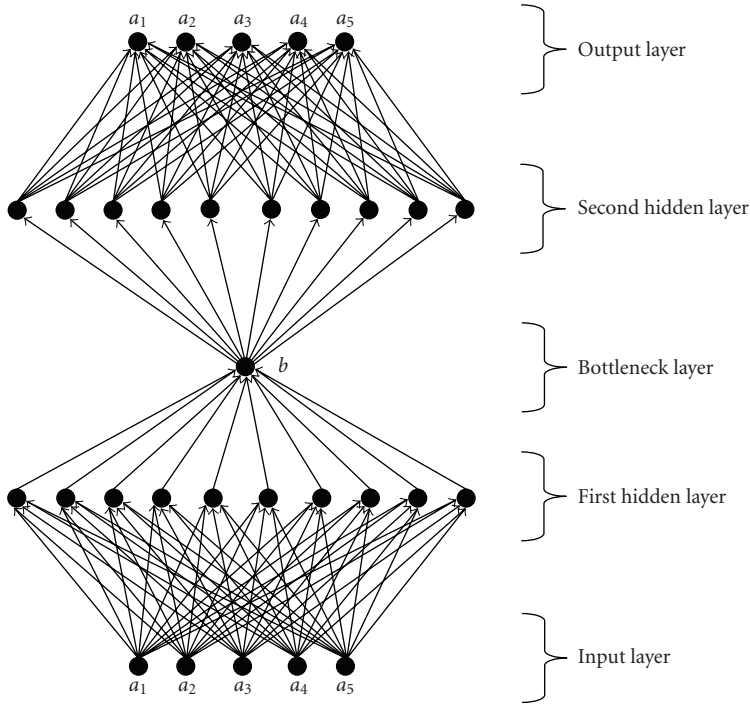 a1 a2 a3 a4 a5
Output layer
Second hidden layer
b
Bottleneck layer
First hidden layer
Input layer
a1 a2 a3 a4 a5